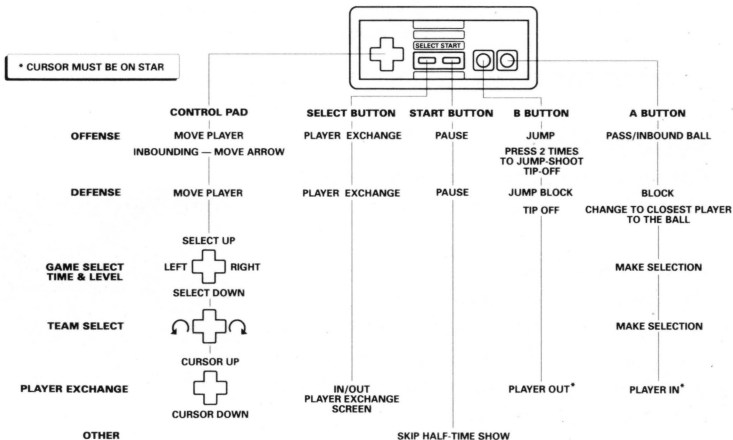 SELECT START
* CURSOR MUST BE ON STAR
CONTROL PAD SELECT BUTTON START BUTTON B BUTTON A BUTTON
OFFENSE MOVE PLAYER PLAYER EXCHANGE PAUSE JUMP PASS/INBOUND BALL
INBOUNDING — MOVE ARROW PRESS 2 TIMES
TO JUMP-SHOOT
TIP-OFF
DEFENSE MOVE PLAYER PLAYER EXCHANGE PAUSE JUMP BLOCK BLOCK
TIP OFF CHANGE TO CLOSEST PLAYER
TO THE BALL
SELECT UP
GAME SELECT LEFT RIGHT MAKE SELECTION
TIME & LEVEL
SELECT DOWN
TEAM SELECT MAKE SELECTION
CURSOR UP
PLAYER EXCHANGE IN/OUT PLAYER OUT* PLAYER IN*
PLAYER EXCHANGE
SCREEN
CURSOR DOWN
OTHER SKIP HALF-TIME SHOW